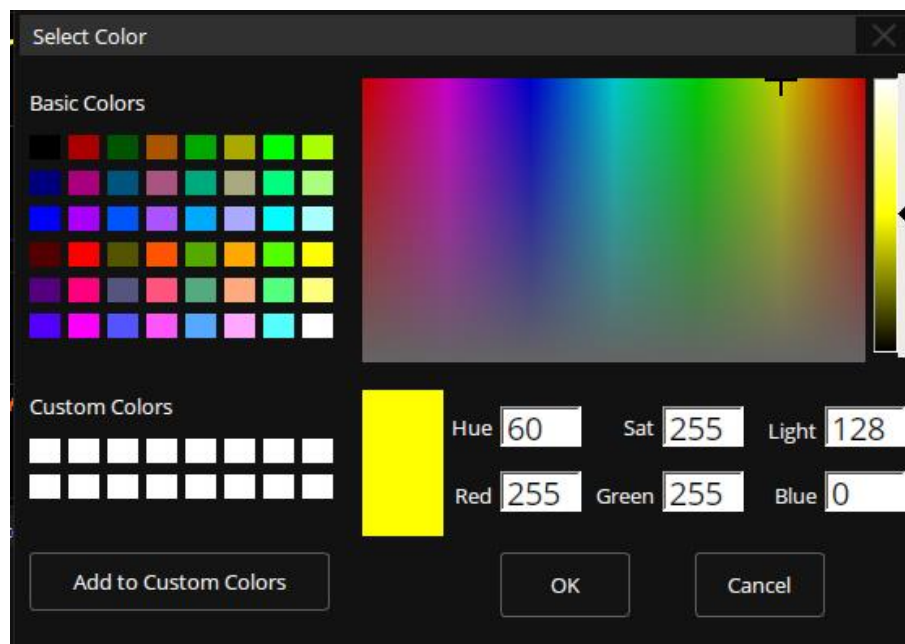 Select Color
Basic Colors
Custom Colors
Hue 60 Sat 255 Light 128
Red 255 Green 255 Blue 0
Add to Custom Colors OK Cancel